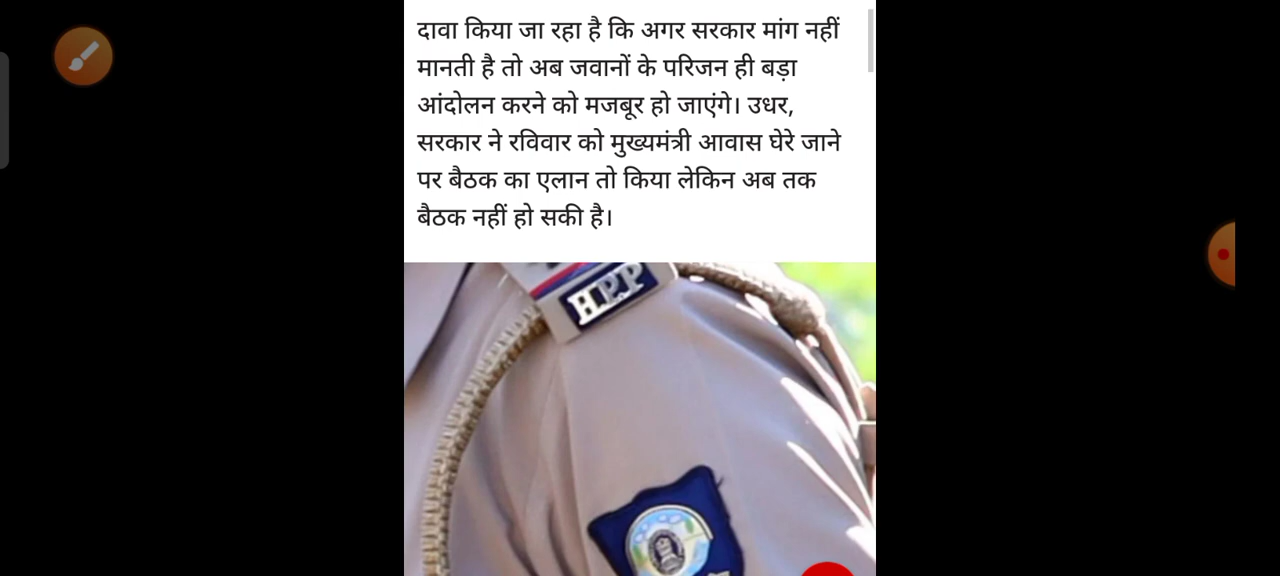 दावा किया जा रहा है कि अगर सरकार मांग नहीं
मानती है तो अब जवानों के परिजन ही बड़ा
आंदोलन करने को मजबूर हो जाएंगे। उधर,
सरकार ने रविवार को मुख्यमंत्री आवास घेरे जाने
पर बैठक का एलान तो किया लेकिन अब तक
बैठक नहीं हो सकी है।
H.P.P